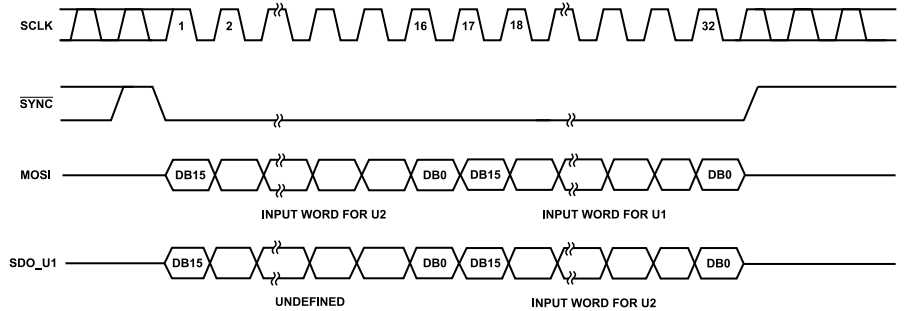 SCLK 1 2 16 17 18 32
SYNC
MOSI DB15 DB0 DB15 DB0
INPUT WORD FOR U2 INPUT WORD FOR U1
SDO_U1 DB15 DB0 DB15 DB0
UNDEFINED INPUT WORD FOR U2